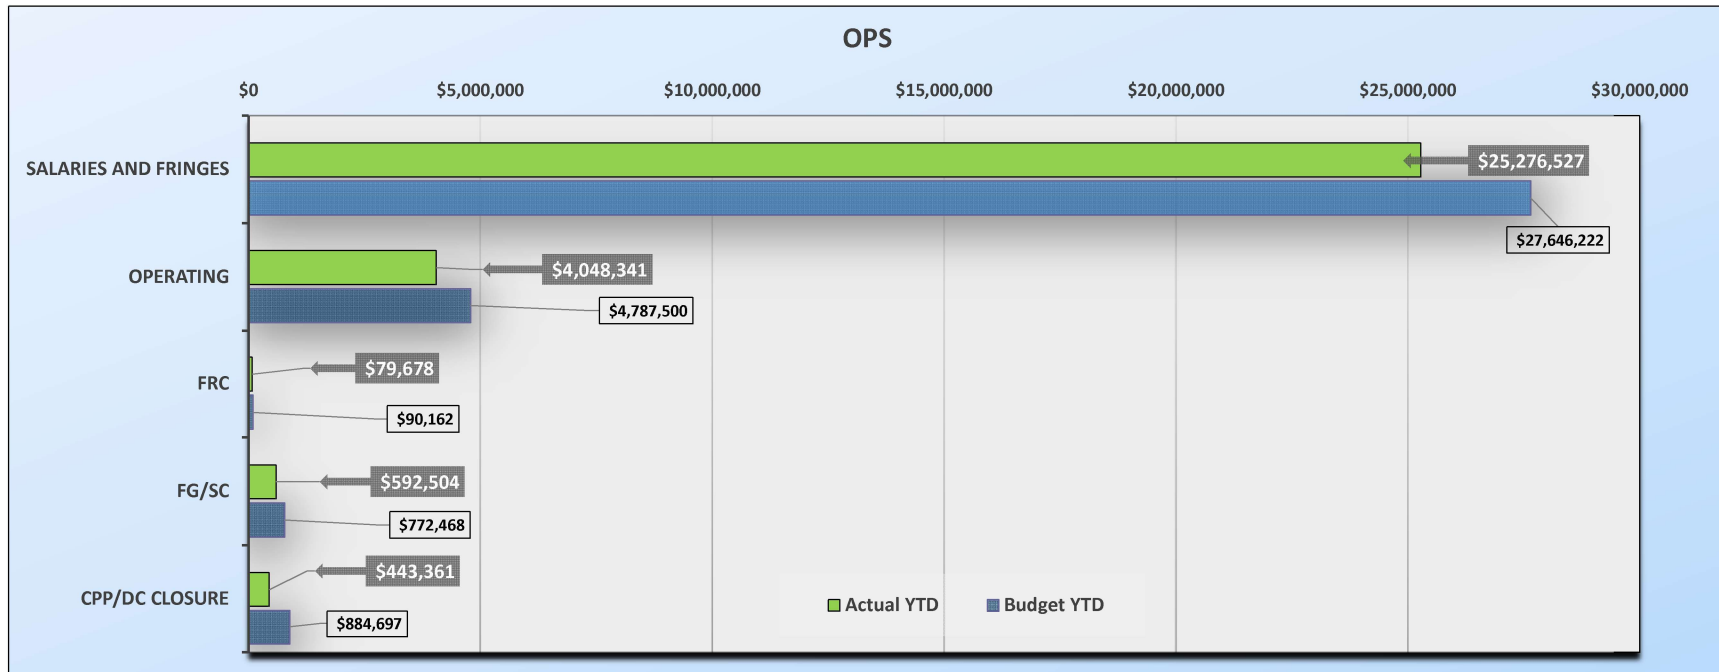 OPS
$0 $5,000,000 $10,000,000 $15,000,000 $20,000,000 $25,000,000 $30,000,000
SALARIES AND FRINGES
$25,276,527
$27,646,222
OPERATING
$4,048,341
$4,787,500
FRC
$79,678
$90,162
FG/SC
$592,504
$772,468
CPP/DC CLOSURE
$443,361
$884,697
Actual YTD Budget YTD